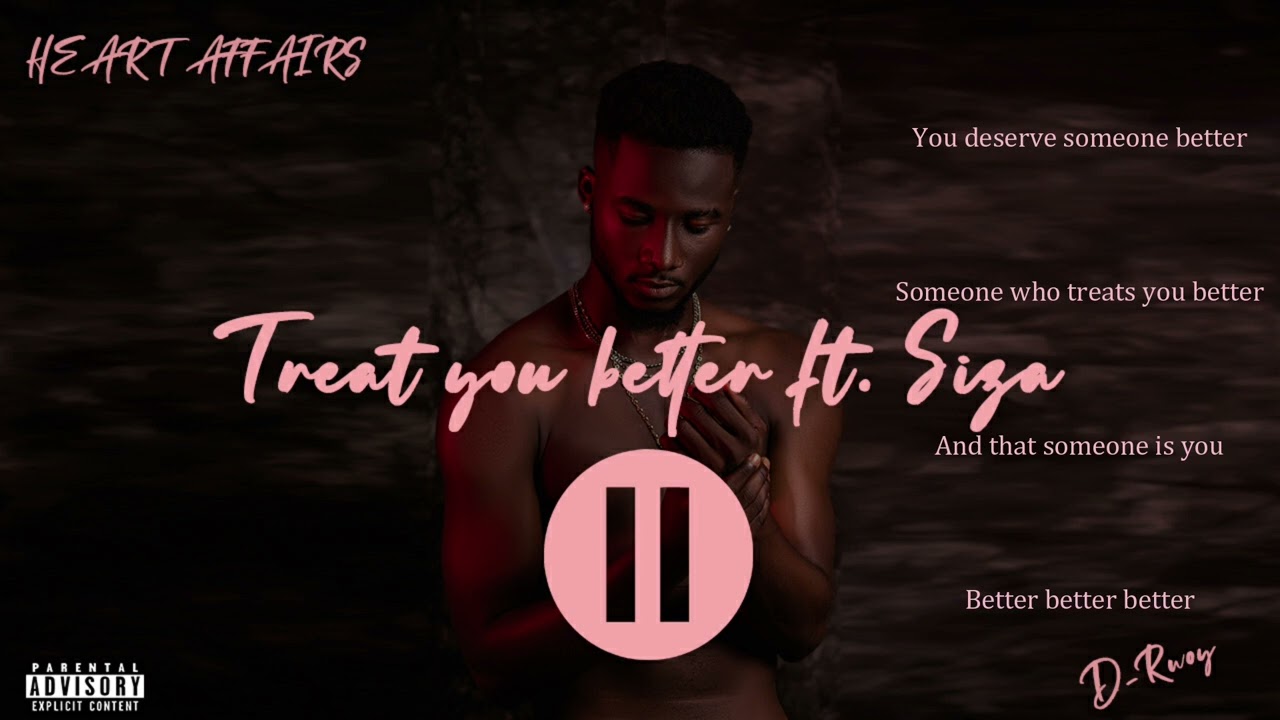 HEART AFFAIRS
You deserve someone better
Someone who treats you better
Treat you better ft. Siza
And that someone is you
Better better better
D-Rwoy
PARENTAL
ADVISORY
EXPLICIT CONTENT